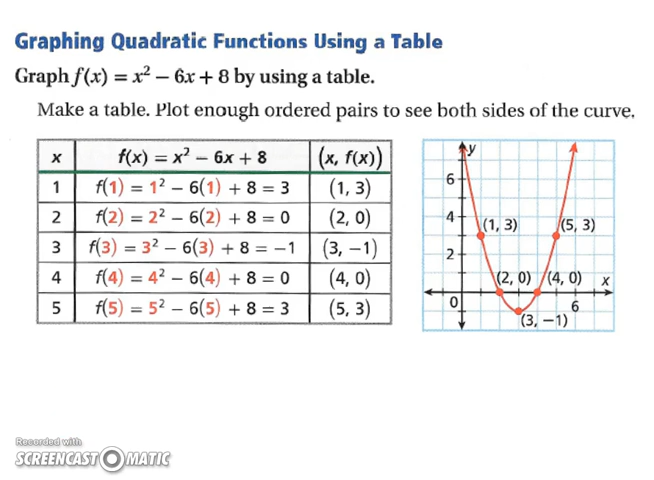 Graphing Quadratic Functions Using a Table
Graph f(x) = x² – 6x + 8 by using a table.
Make a table. Plot enough ordered pairs to see both sides of the curve.
x f(x) = x² – 6x + 8 (x, f(x))
1 f(1) = 1² – 6(1) + 8 = 3 (1, 3)
2 f(2) = 2² – 6(2) + 8 = 0 (2, 0)
3 f(3) = 3² – 6(3) + 8 = –1 (3, –1)
4 f(4) = 4² – 6(4) + 8 = 0 (4, 0)
5 f(5) = 5² – 6(5) + 8 = 3 (5, 3)
y
6
4
(1, 3) (5, 3)
2
(2, 0) (4, 0) x
0 6
(3, –1)
Recorded with
SCREENCAST O MATIC